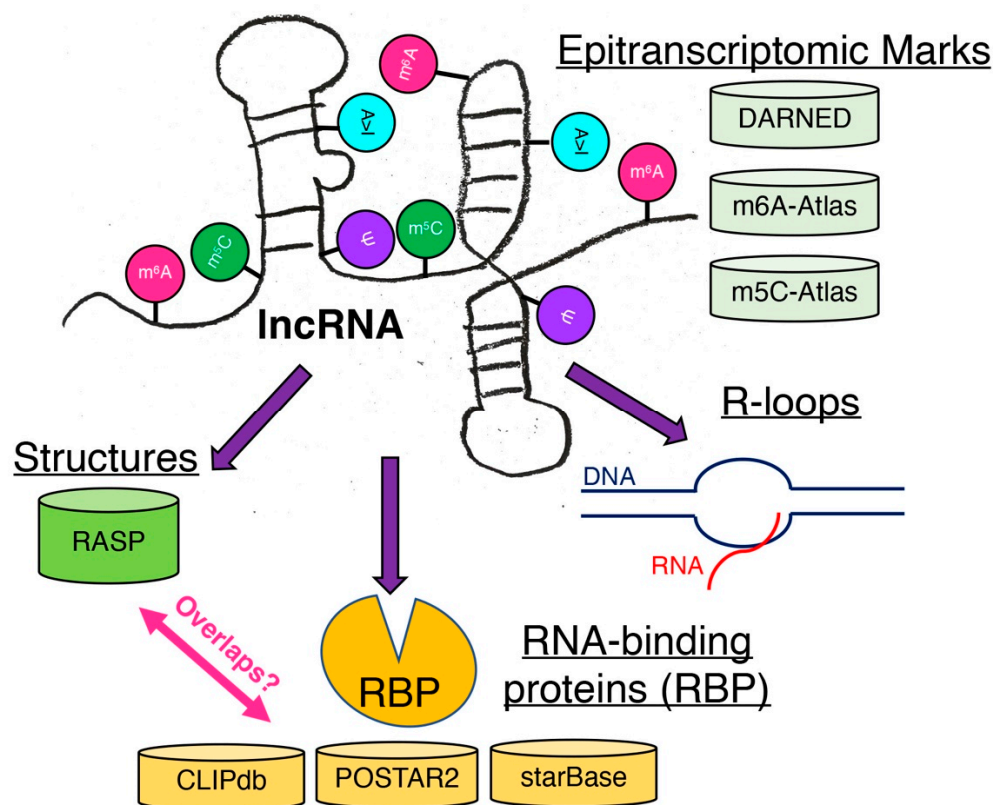 Epitranscriptomic Marks
DARNED
m6A-Atlas
m5C-Atlas
m⁶A
A>I
A>I
m⁶A
m⁶A
m⁵C
ψ
m⁵C
ψ
lncRNA
Structures
RASP
Overlaps?
R-loops
DNA
RNA
RBP
RNA-binding
proteins (RBP)
CLIPdb
POSTAR2
starBase